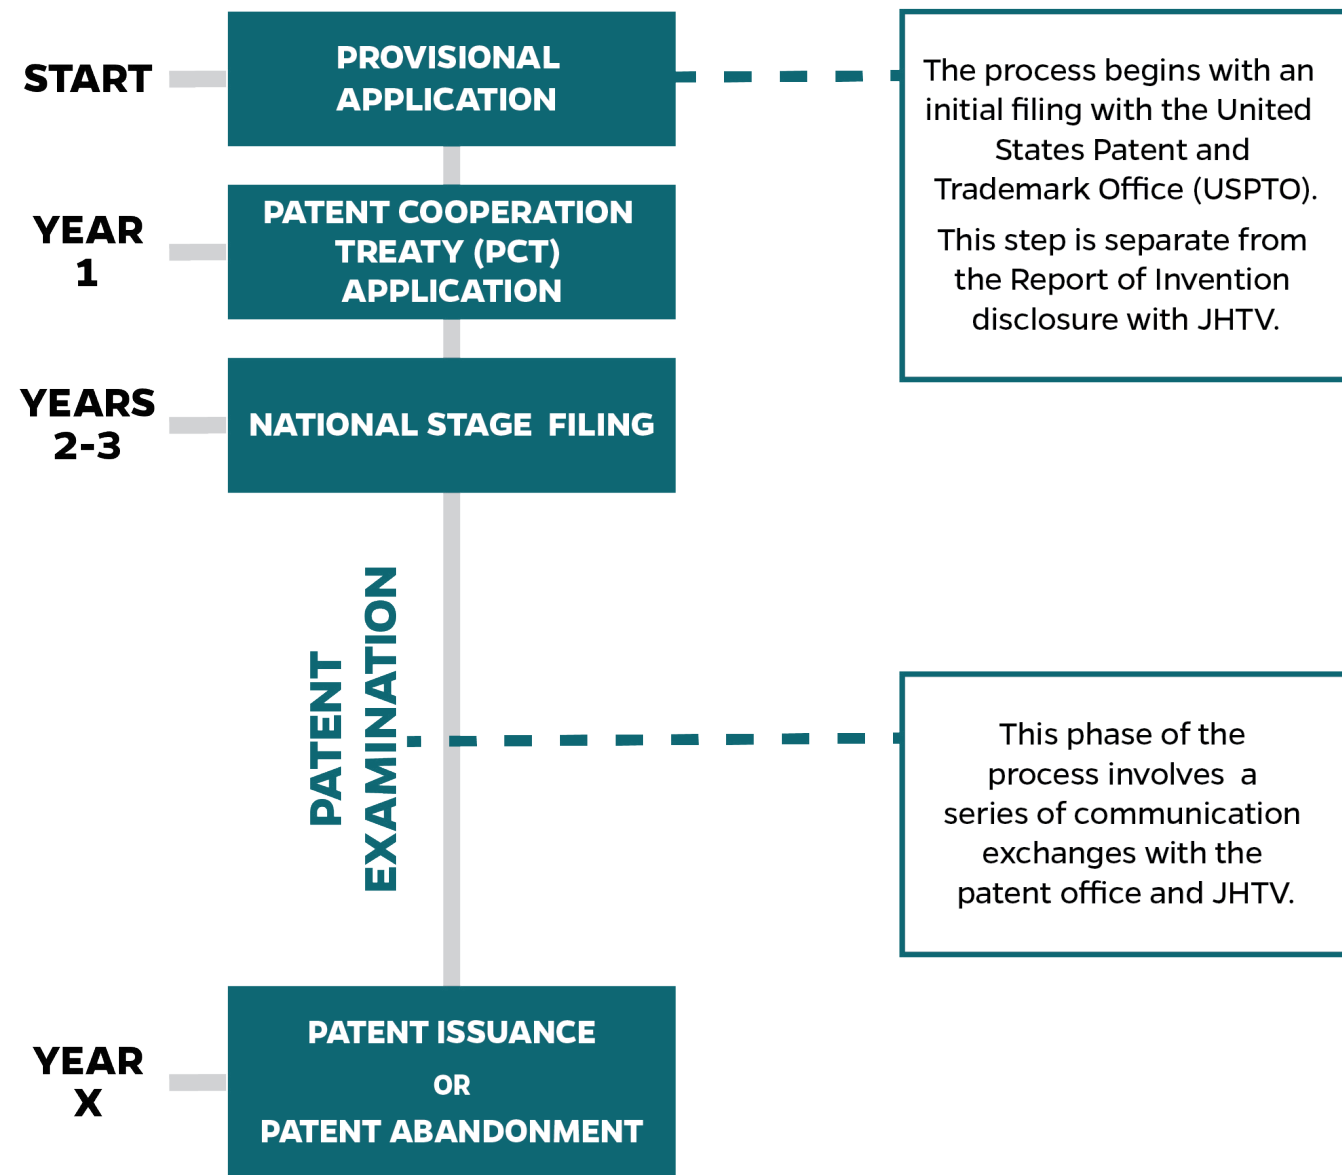 START
PROVISIONAL
APPLICATION
The process begins with an
initial filing with the United
States Patent and
Trademark Office (USPTO).
This step is separate from
the Report of Invention
disclosure with JHTV.
YEAR
1
PATENT COOPERATION
TREATY (PCT)
APPLICATION
YEARS
2-3
NATIONAL STAGE FILING
PATENT
EXAMINATION
This phase of the
process involves a
series of communication
exchanges with the
patent office and JHTV.
YEAR
X
PATENT ISSUANCE
OR
PATENT ABANDONMENT